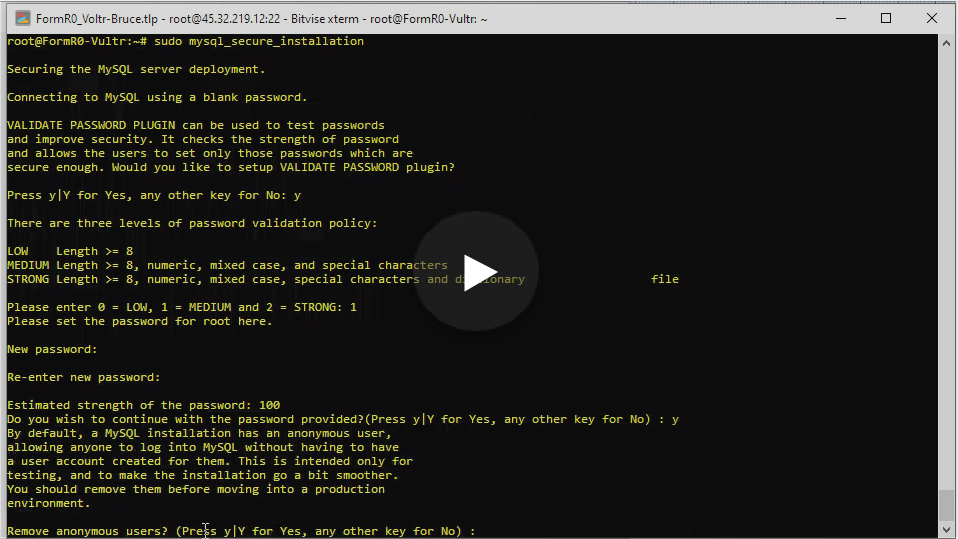 FormR0_Voltr-Bruce.tlp - root@45.32.219.12:22 - Bitvise xterm - root@FormR0-Vultr: ~
root@FormR0-Vultr:~# sudo mysql_secure_installation
Securing the MySQL server deployment.
Connecting to MySQL using a blank password.
VALIDATE PASSWORD PLUGIN can be used to test passwords
and improve security. It checks the strength of password
and allows the users to set only those passwords which are
secure enough. Would you like to setup VALIDATE PASSWORD plugin?
Press y|Y for Yes, any other key for No: y
There are three levels of password validation policy:
LOW    Length >= 8
MEDIUM Length >= 8, numeric, mixed case, and special characters
STRONG Length >= 8, numeric, mixed case, special characters and dictionary                  file
Please enter 0 = LOW, 1 = MEDIUM and 2 = STRONG: 1
Please set the password for root here.
New password:
Re-enter new password:
Estimated strength of the password: 100
Do you wish to continue with the password provided?(Press y|Y for Yes, any other key for No) : y
By default, a MySQL installation has an anonymous user,
allowing anyone to log into MySQL without having to have
a user account created for them. This is intended only for
testing, and to make the installation go a bit smoother.
You should remove them before moving into a production
environment.
Remove anonymous users? (Press y|Y for Yes, any other key for No) :